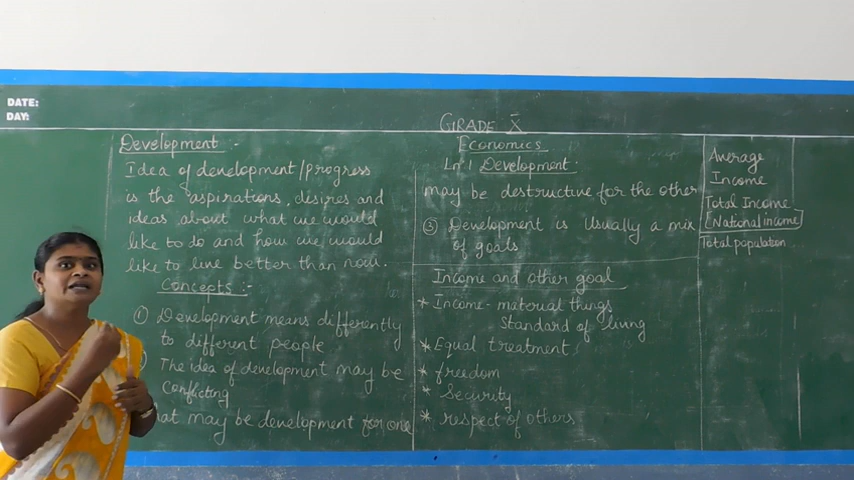 DATE:
DAY:
GRADE X
Economics
Ln 1 Development:
Development :-
Idea of development/progress
is the aspirations, desires and
ideas about what we would
like to do and how we would
like to live better than now.
Concepts :-
① Development means differently
to different people
The idea of development may be
Conflicting
at may be development for one
may be destructive for the other
③ Development is Usually a mix
of goals
Income and other goal
* Income - material things
Standard of living
* Equal treatment
* freedom
* Security
* respect of others
Average
Income
Total Income
[National income]
Total population